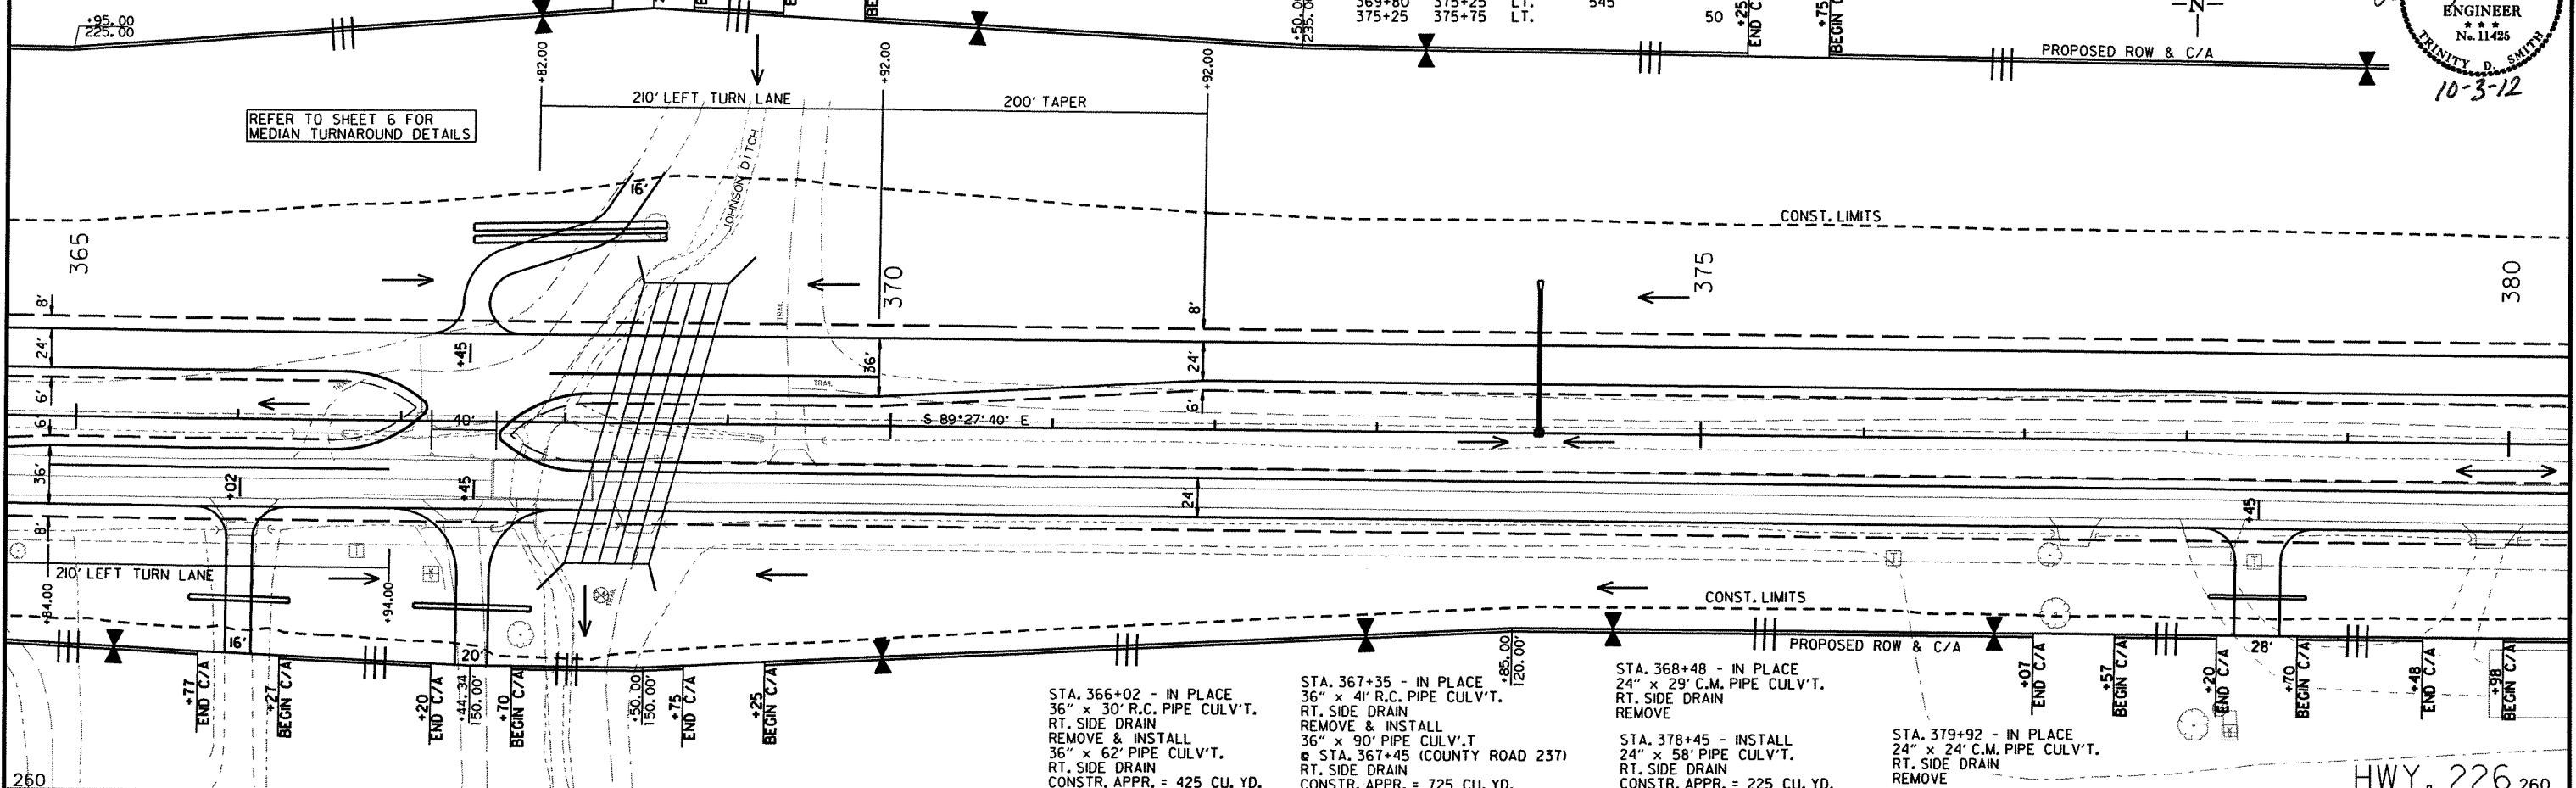 +95.00
225.00
+50.00
235.00
369+80 375+25 LT. 545
375+25 375+75 LT. 50
+25
END C/A
+75
BEGIN C/A
-N-
ENGINEER
★ ★ ★
No. 11425
TRINITY D. SMITH
10-3-12
PROPOSED ROW & C/A
+82.00
+92.00
+92.00
210' LEFT TURN LANE
200' TAPER
REFER TO SHEET 6 FOR
MEDIAN TURNAROUND DETAILS
JOHNSON DITCH
16'
CONST. LIMITS
365
370
375
380
8'
24'
6'
6'
36'
8'
+45
TRAIL
TRAIL
TRAIL
36'
8'
24'
6'
40'
S 89°27'40" E
+02
+45
24'
+45
210' LEFT TURN LANE
+84.00
+94.00
TRAIL
CONST. LIMITS
PROPOSED ROW & C/A
16'
20'
28'
+77
END C/A
+27
BEGIN C/A
+20
END C/A
+44.34
150.00'
+70
BEGIN C/A
+50.00
150.00'
+75
END C/A
+25
BEGIN C/A
+85.00
120.00'
+07
END C/A
+57
BEGIN C/A
+20
END C/A
+70
BEGIN C/A
+48
END C/A
+98
BEGIN C/A
STA. 366+02 - IN PLACE
36" x 30' R.C. PIPE CULV'T.
RT. SIDE DRAIN
REMOVE & INSTALL
36" x 62' PIPE CULV'T.
RT. SIDE DRAIN
CONSTR. APPR. = 425 CU. YD.
STA. 367+35 - IN PLACE
36" x 41' R.C. PIPE CULV'T.
RT. SIDE DRAIN
REMOVE & INSTALL
36" x 90' PIPE CULV'.T
@ STA. 367+45 (COUNTY ROAD 237)
RT. SIDE DRAIN
CONSTR. APPR. = 725 CU. YD.
STA. 368+48 - IN PLACE
24" x 29' C.M. PIPE CULV'T.
RT. SIDE DRAIN
REMOVE
STA. 378+45 - INSTALL
24" x 58' PIPE CULV'T.
RT. SIDE DRAIN
CONSTR. APPR. = 225 CU. YD.
STA. 379+92 - IN PLACE
24" x 24' C.M. PIPE CULV'T.
RT. SIDE DRAIN
REMOVE
260
HWY. 226
260